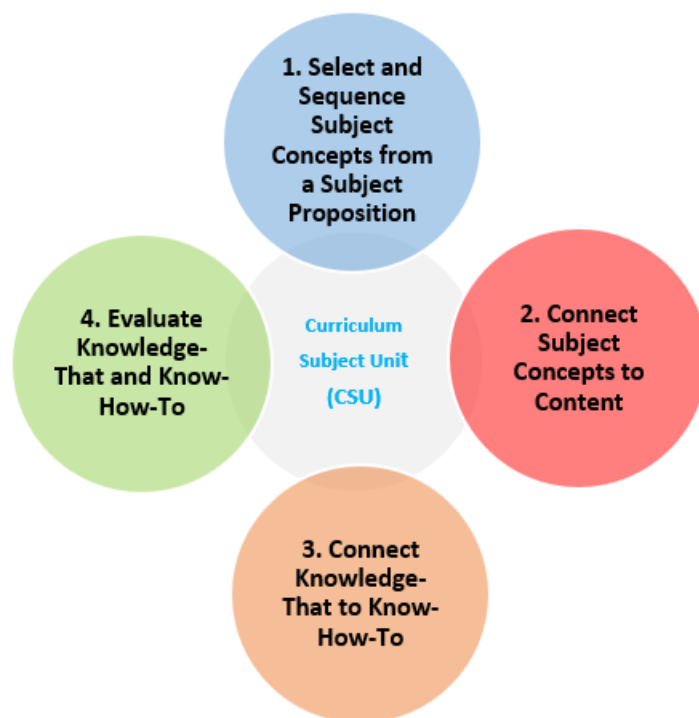 1. Select and
Sequence
Subject
Concepts from
a Subject
Proposition
4. Evaluate
Knowledge-
That and Know-
How-To
Curriculum
Subject Unit
(CSU)
2. Connect
Subject
Concepts to
Content
3. Connect
Knowledge-
That to Know-
How-To